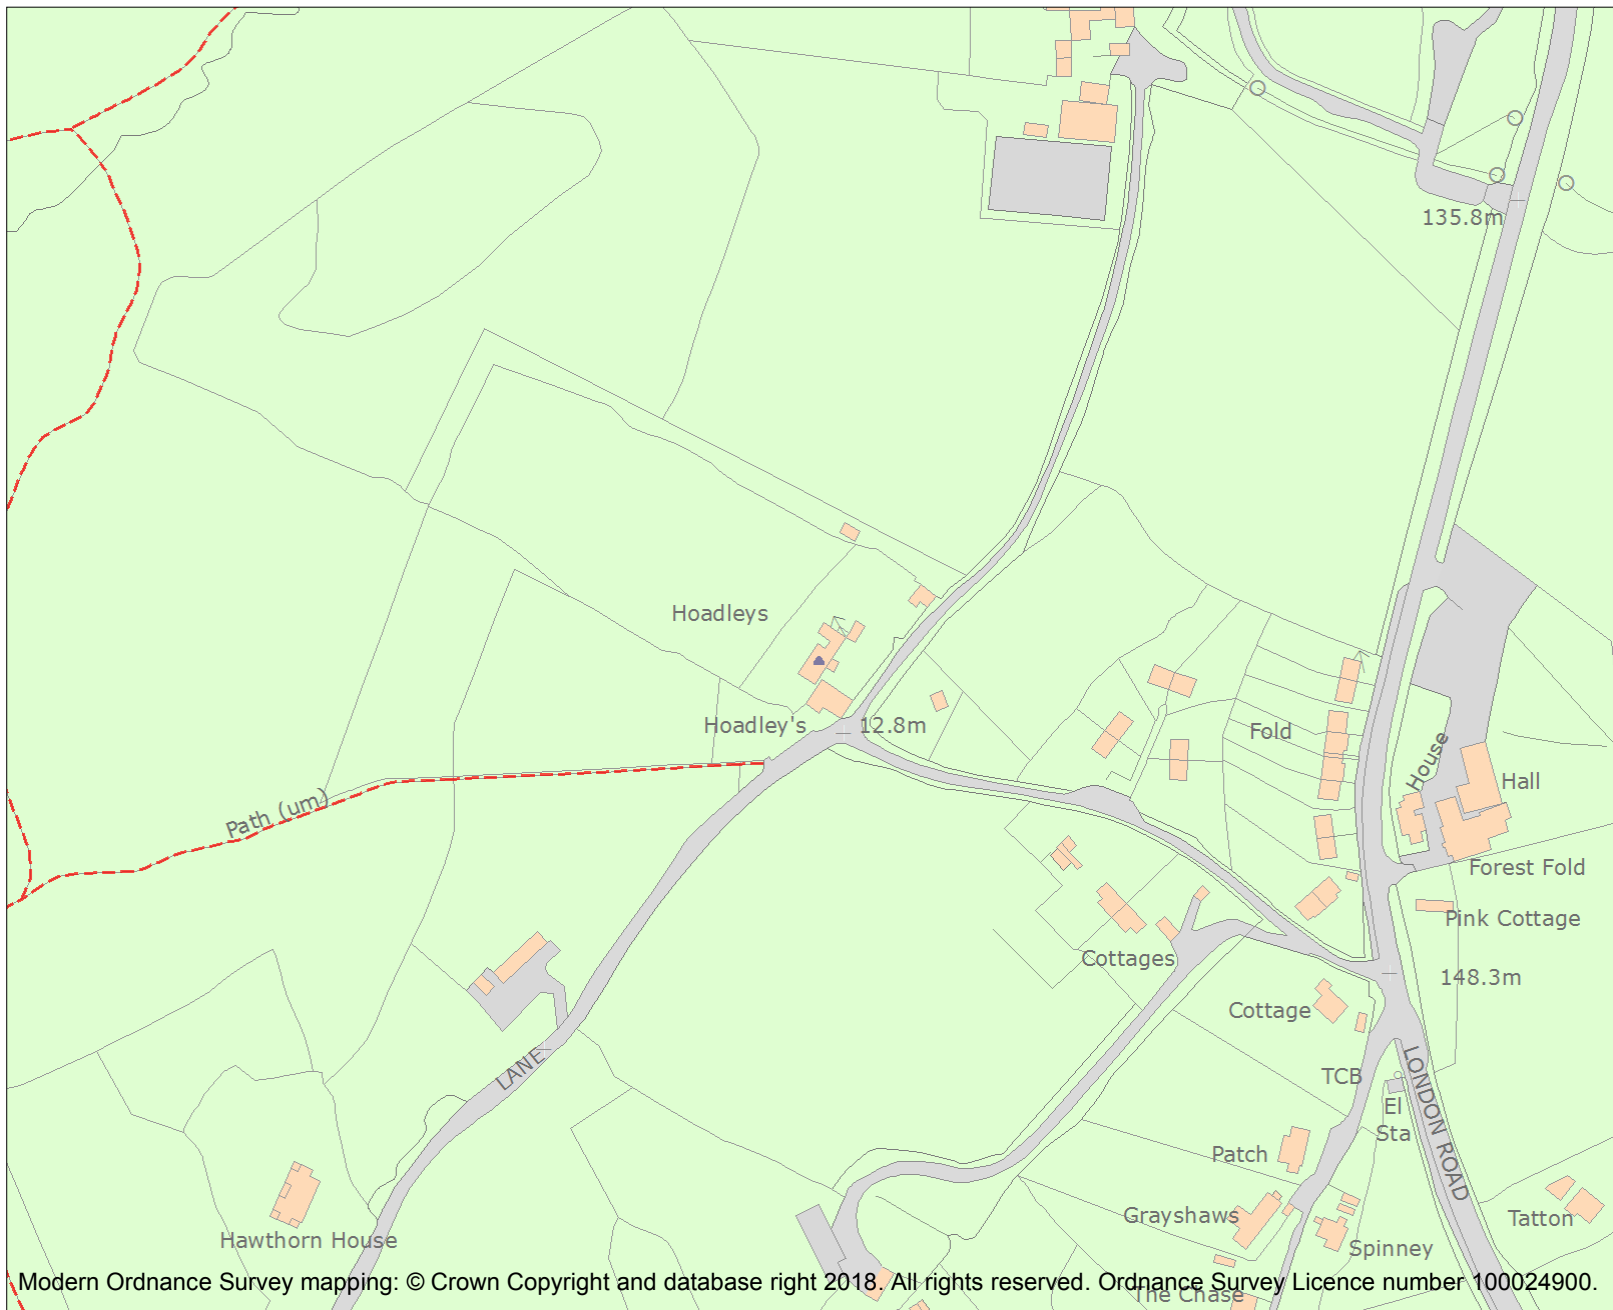 135.8m
Hoadleys
Hoadley's
12.8m
Fold
House
Hall
Path (um)
Forest Fold
Pink Cottage
Cottages
148.3m
Cottage
LANE
TCB
El
Sta
LONDON ROAD
Patch
Grayshaws
Tatton
Hawthorn House
Spinney
Modern Ordnance Survey mapping: © Crown Copyright and database right 2018. All rights reserved. Ordnance Survey Licence number 100024900.
The Chase